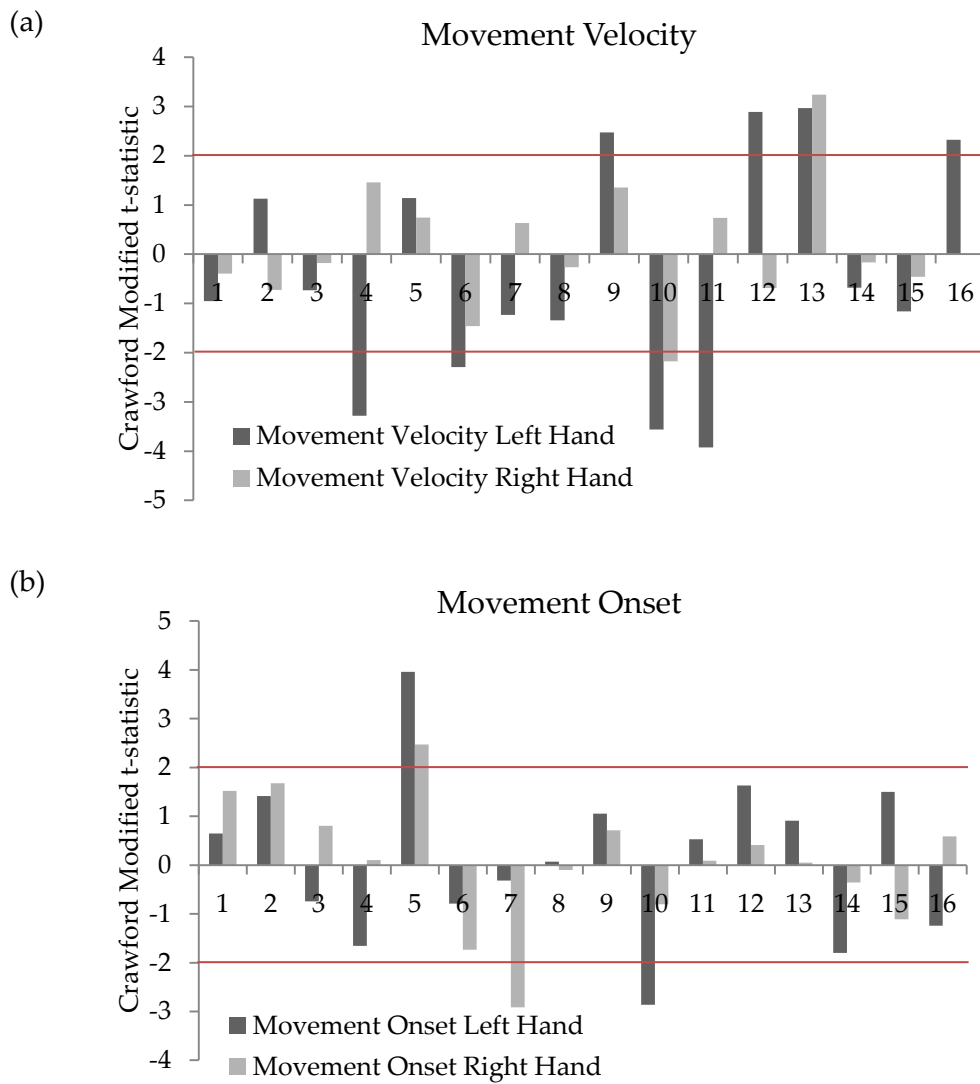 (a)
Movement Velocity
Crawford Modified t-statistic
4
3
2
1
0
-1
-2
-3
-4
-5
1 2 3 4 5 6 7 8 9 10 11 12 13 14 15 16
Movement Velocity Left Hand
Movement Velocity Right Hand
(b)
Movement Onset
Crawford Modified t-statistic
5
4
3
2
1
0
-1
-2
-3
-4
1 2 3 4 5 6 7 8 9 10 11 12 13 14 15 16
Movement Onset Left Hand
Movement Onset Right Hand